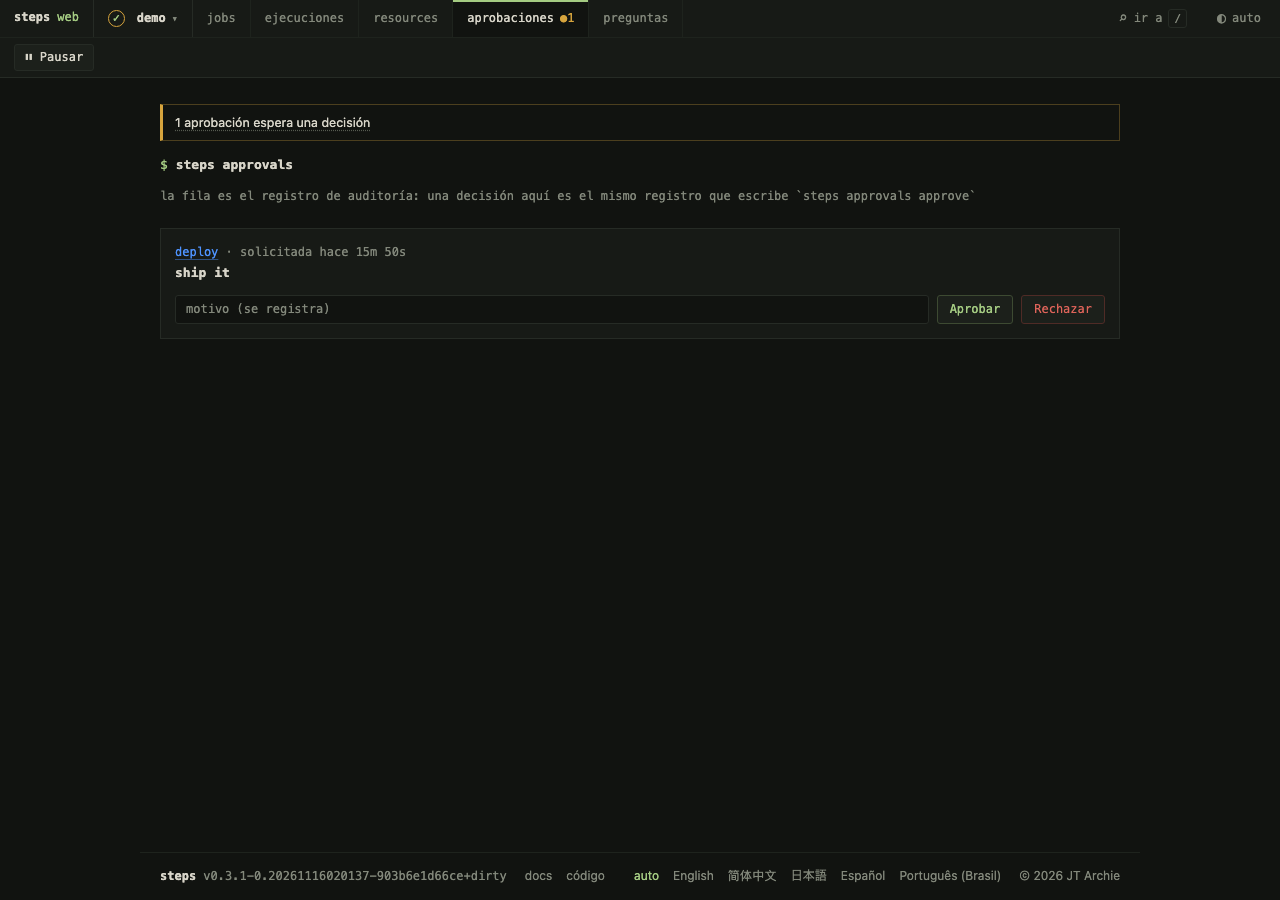 steps web ✓ demo ▾ jobs ejecuciones resources aprobaciones ●1 preguntas ⌕ ir a / ◐ auto
⏸ Pausar
1 aprobación espera una decisión
$ steps approvals
la fila es el registro de auditoría: una decisión aquí es el mismo registro que escribe `steps approvals approve`
deploy · solicitada hace 15m 50s
ship it
motivo (se registra) Aprobar Rechazar
steps v0.3.1-0.20261116020137-903b6e1d66ce+dirty docs código auto English 简体中文 日本語 Español Português (Brasil) © 2026 JT Archie